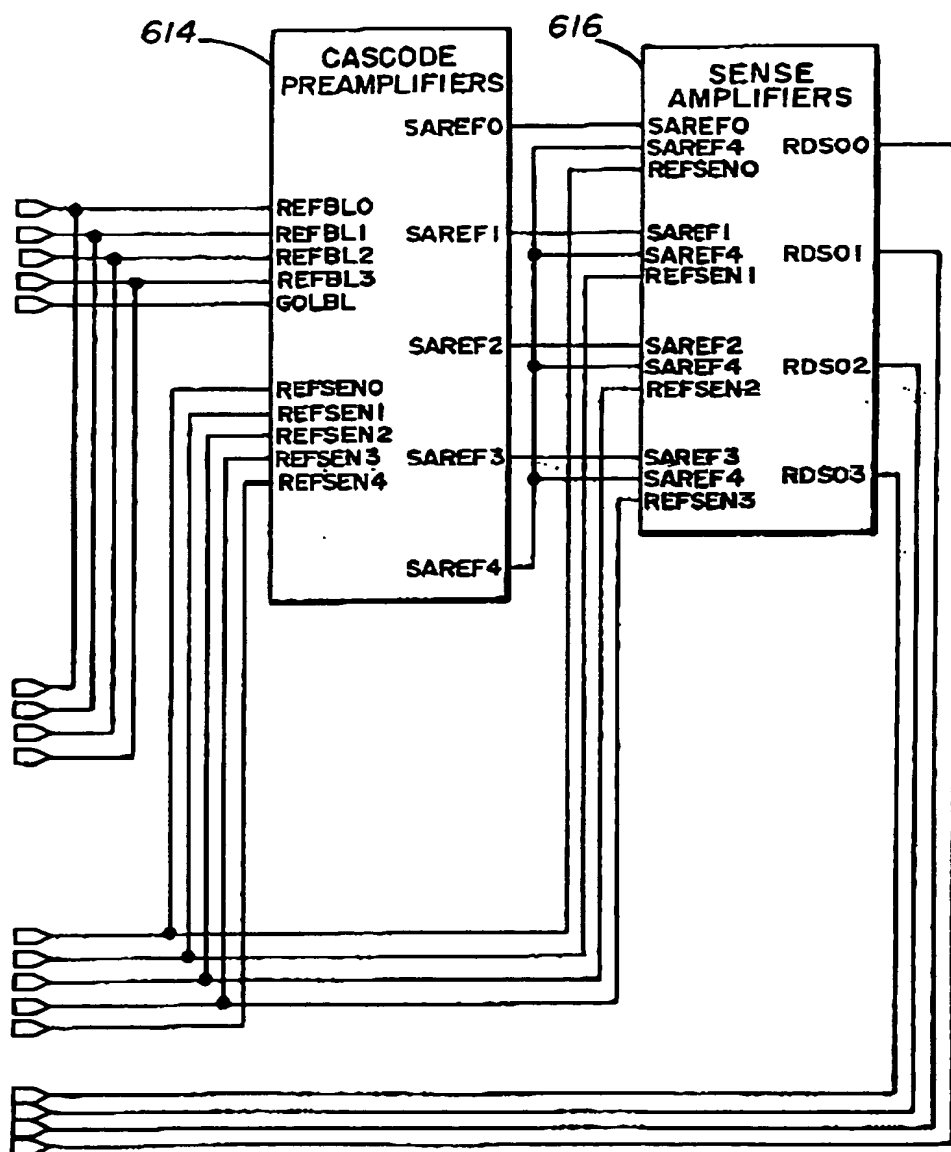 614
CASCODE
PREAMPLIFIERS
SAREF0
REFBL0
REFBL1
REFBL2
REFBL3
GOLBL
SAREF1
SAREF2
REFSEN0
REFSEN1
REFSEN2
REFSEN3
REFSEN4
SAREF3
SAREF4
616
SENSE
AMPLIFIERS
SAREF0
SAREF4
REFSEN0
RDS00
SAREF1
SAREF4
REFSEN1
RDS01
SAREF2
SAREF4
REFSEN2
RDS02
SAREF3
SAREF4
REFSEN3
RDS03